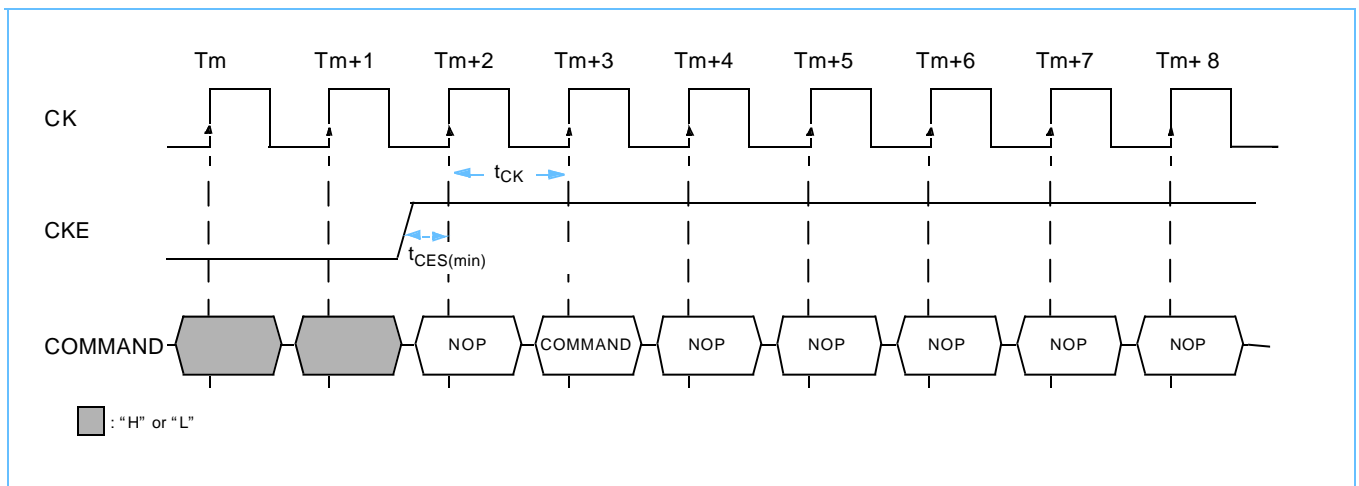 Tm Tm+1 Tm+2 Tm+3 Tm+4 Tm+5 Tm+6 Tm+7 Tm+ 8
CK
tCK
CKE
tCES(min)
COMMAND NOP COMMAND NOP NOP NOP NOP NOP
: “H” or “L”